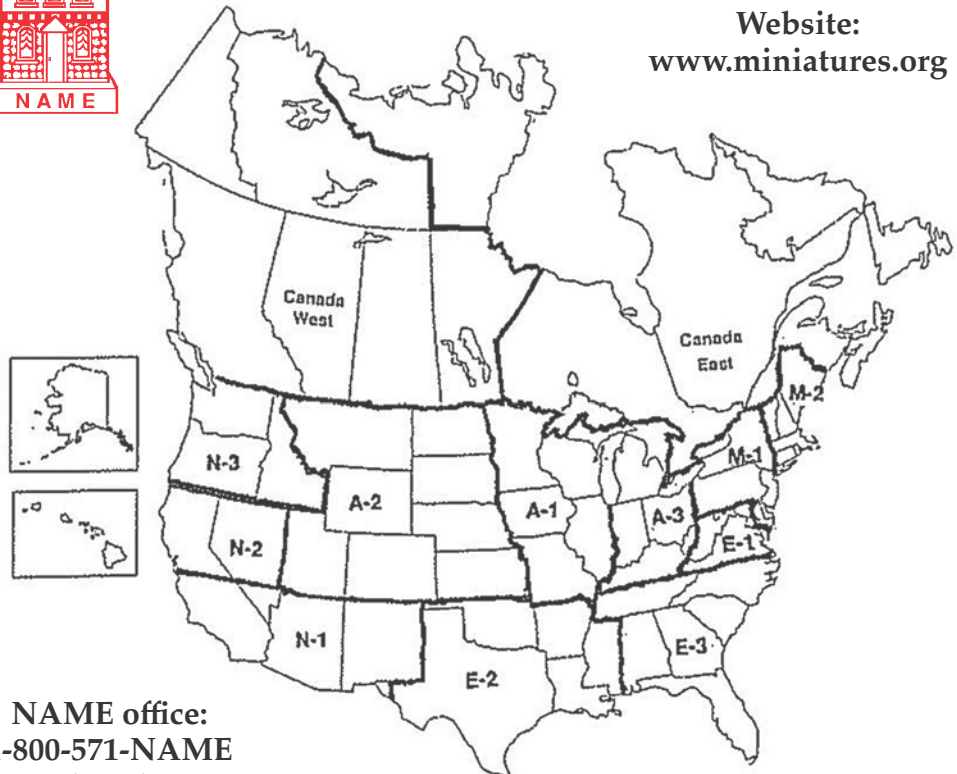 NAME
Website:
www.miniatures.org
Canada
West
Canada
East
M-2
N-3
M-1
A-2
A-1
A-3
N-2
E-1
N-1
E-3
E-2
NAME office:
-800-571-NAME